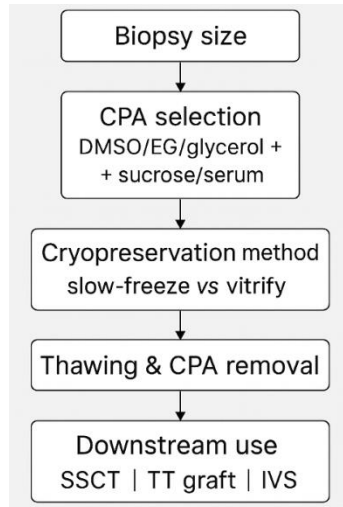 Biopsy size
CPA selection
DMSO/EG/glycerol +
+ sucrose/serum
Cryopreservation method
slow-freeze vs vitrify
Thawing & CPA removal
Downstream use
SSCT | TT graft | IVS